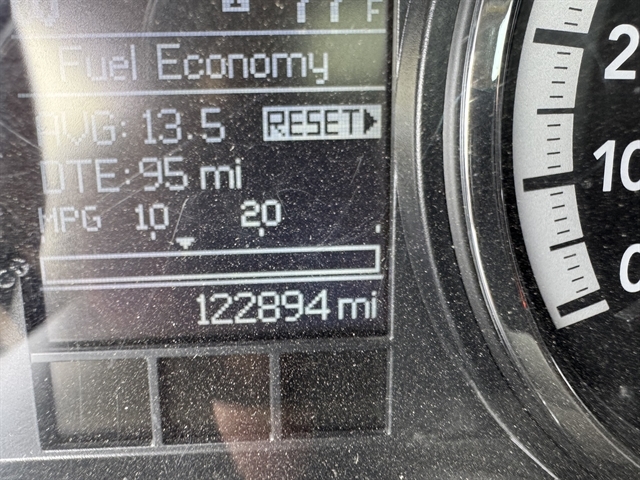 Fuel Economy
AVG: 13.5 RESET
DTE: 95 mi
MPG 10 20
122894 mi
2
10
0